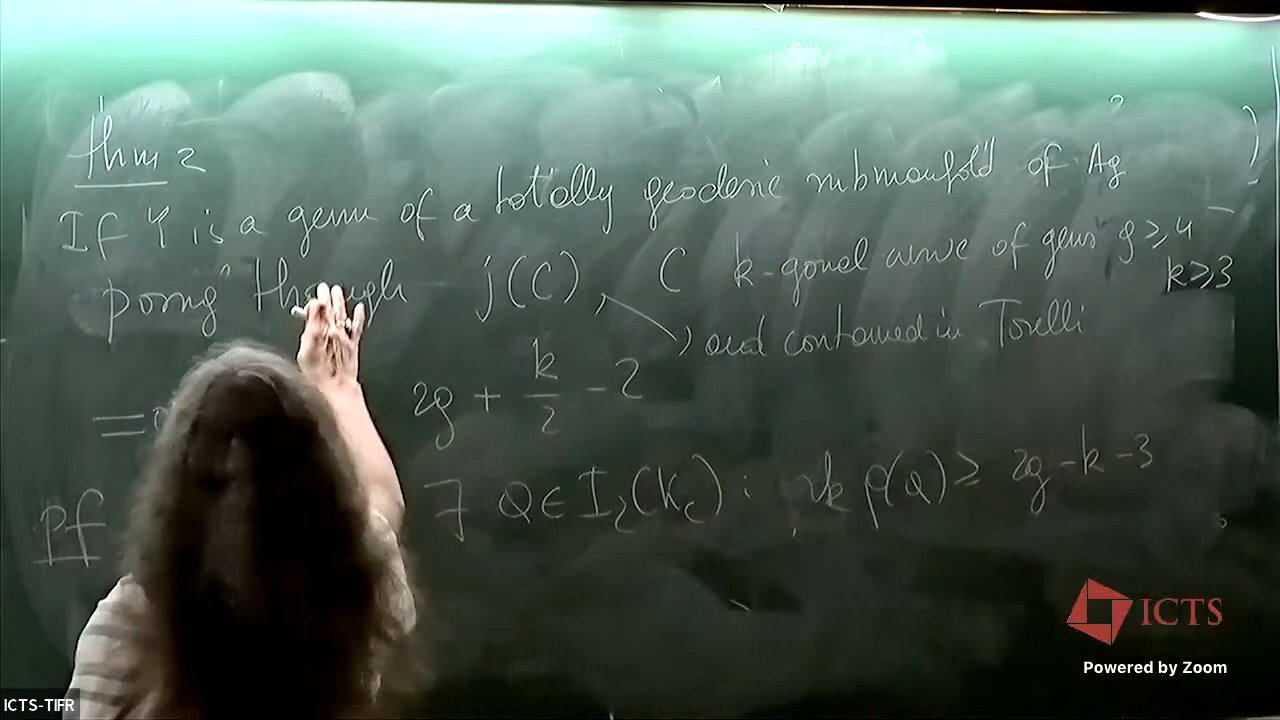 thm 2
If Y is a germ of a totally geodesic submanifold of Ag
passing through j(C), C k-gonal curve of genus g ≥ 4
k ≥ 3
and contained in Torelli
=> 2g + k/2 - 2
pf ∃ Q ∈ I₂(K_C) : rk ρ(Q) ≥ 2g-k-3
ICTS
Powered by Zoom
ICTS-TIFR